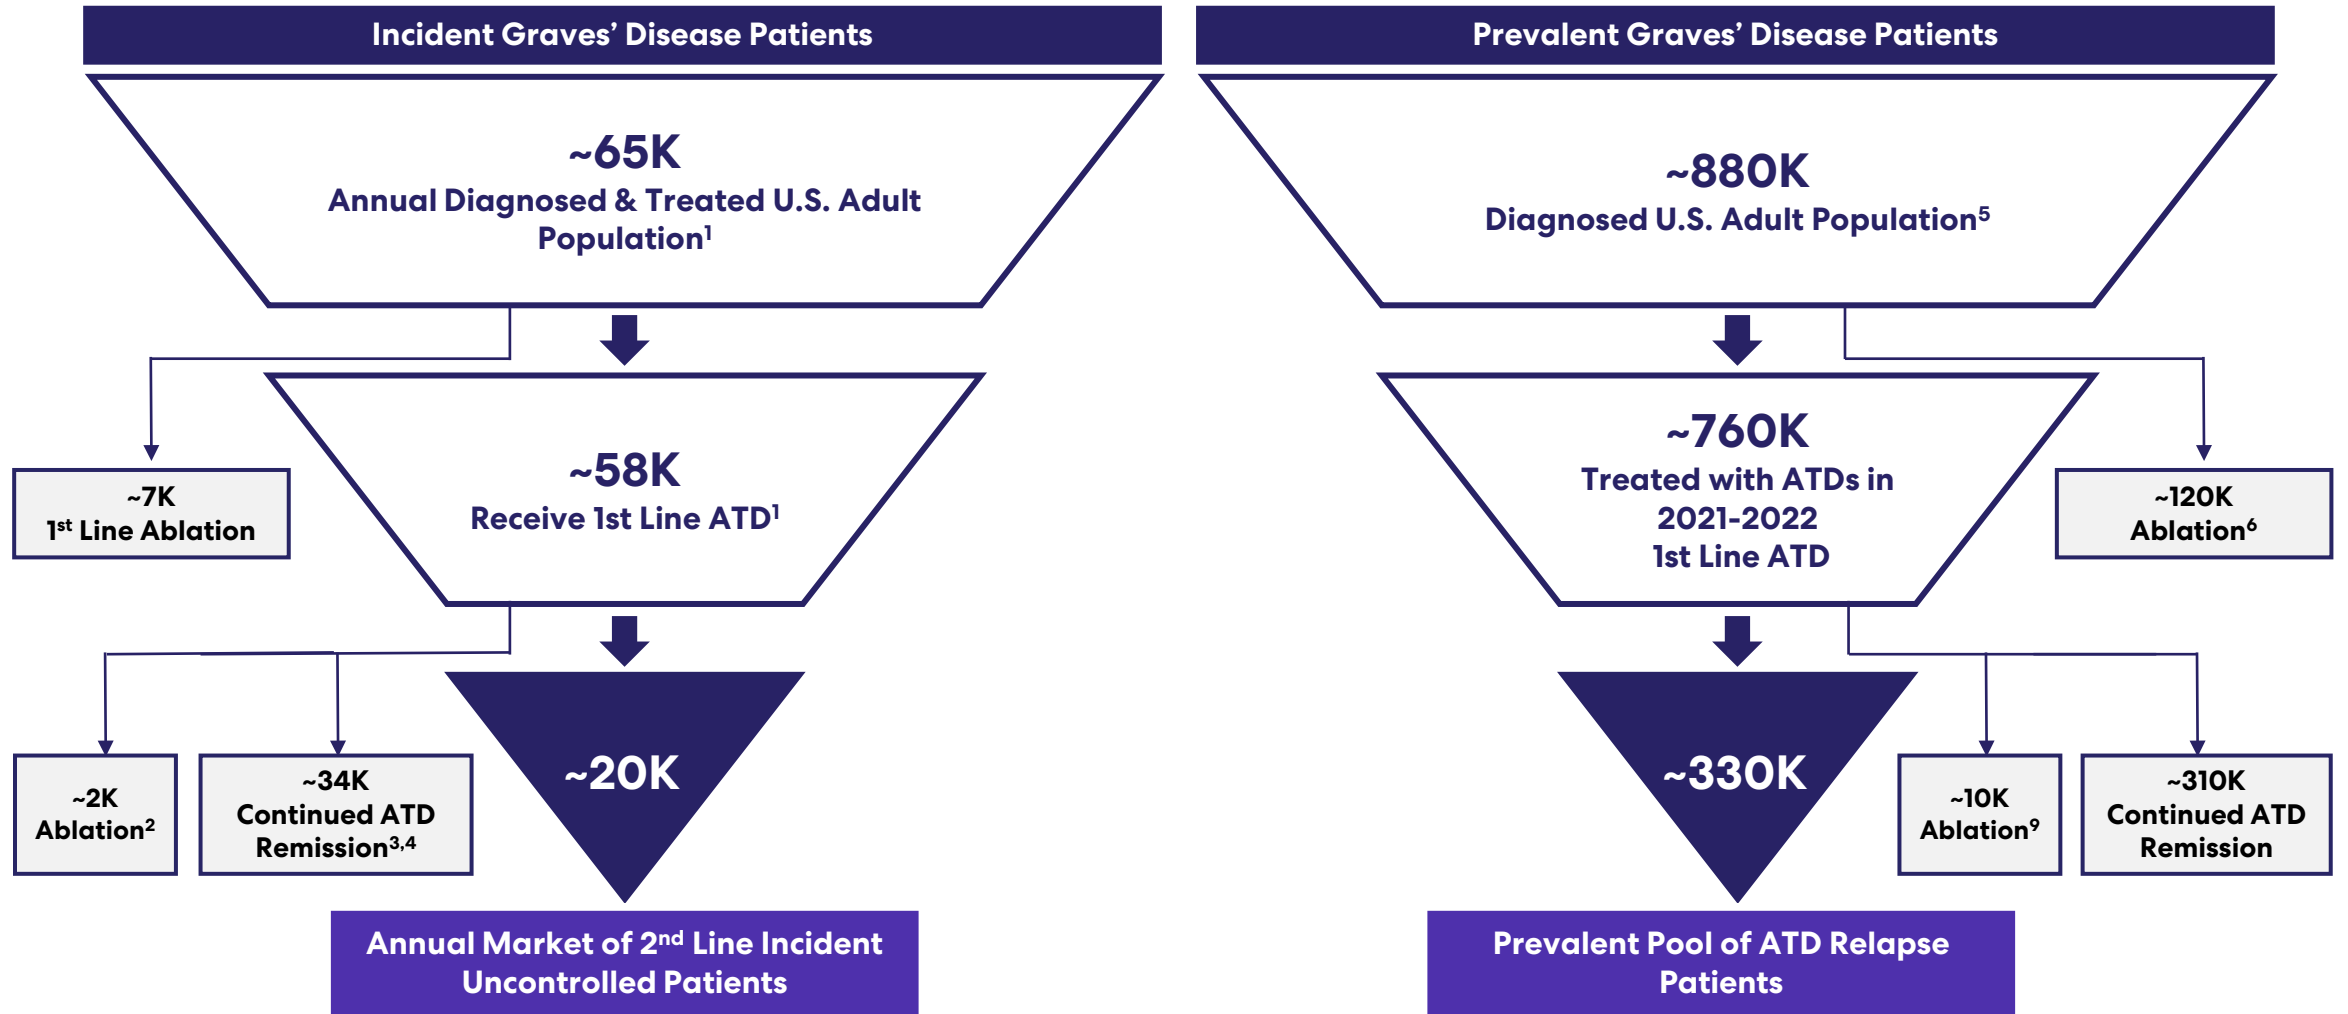 Incident Graves’ Disease Patients
~65K
Annual Diagnosed & Treated U.S. Adult
Population¹
~7K
1st Line Ablation
~58K
Receive 1st Line ATD¹
~2K
Ablation²
~34K
Continued ATD
Remission³,⁴
~20K
Annual Market of 2nd Line Incident
Uncontrolled Patients
Prevalent Graves’ Disease Patients
~880K
Diagnosed U.S. Adult Population⁵
~760K
Treated with ATDs in
2021-2022
1st Line ATD
~120K
Ablation⁶
~330K
~10K
Ablation⁹
~310K
Continued ATD
Remission
Prevalent Pool of ATD Relapse
Patients